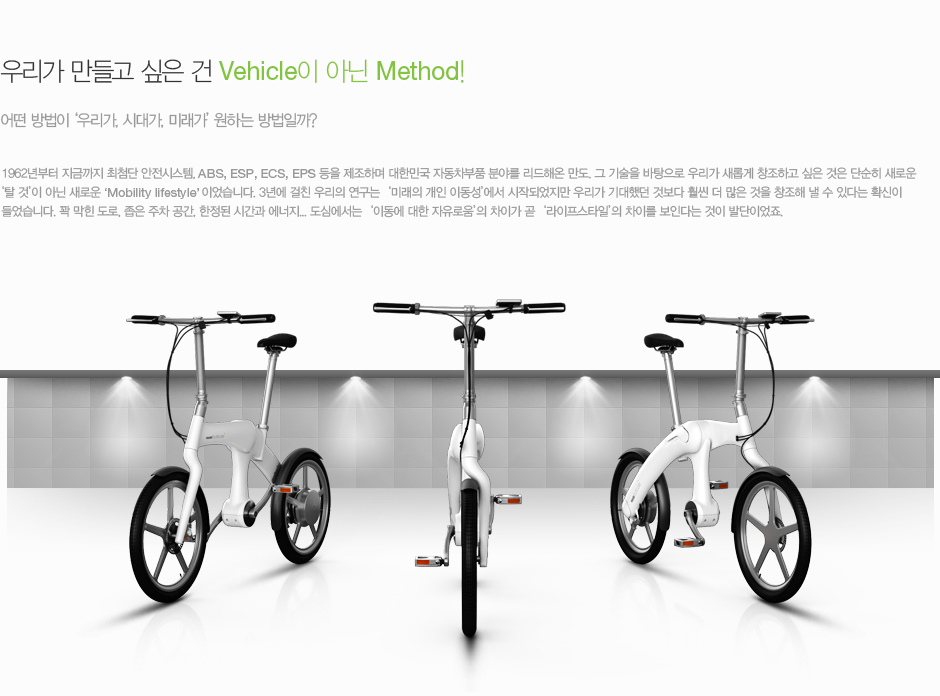 우리가 만들고 싶은 건 Vehicle이 아닌 Method!
어떤 방법이 '우리가, 시대가, 미래가' 원하는 방법일까?
1962년부터 지금까지 최첨단 안전시스템, ABS, ESP, ECS, EPS 등을 제조하며 대한민국 자동차부품 분야를 리드해온 만도. 그 기술을 바탕으로 우리가 새롭게 창조하고 싶은 것은 단순히 새로운
'탈 것'이 아닌 새로운 'Mobility lifestyle' 이었습니다. 3년에 걸친 우리의 연구는 '미래의 개인 이동성'에서 시작되었지만 우리가 기대했던 것보다 훨씬 더 많은 것을 창조해 낼 수 있다는 확신이
들었습니다. 꽉 막힌 도로, 좁은 주차 공간, 한정된 시간과 에너지... 도심에서는 '이동에 대한 자유로움'의 차이가 곧 '라이프스타일'의 차이를 보인다는 것이 발단이었죠.